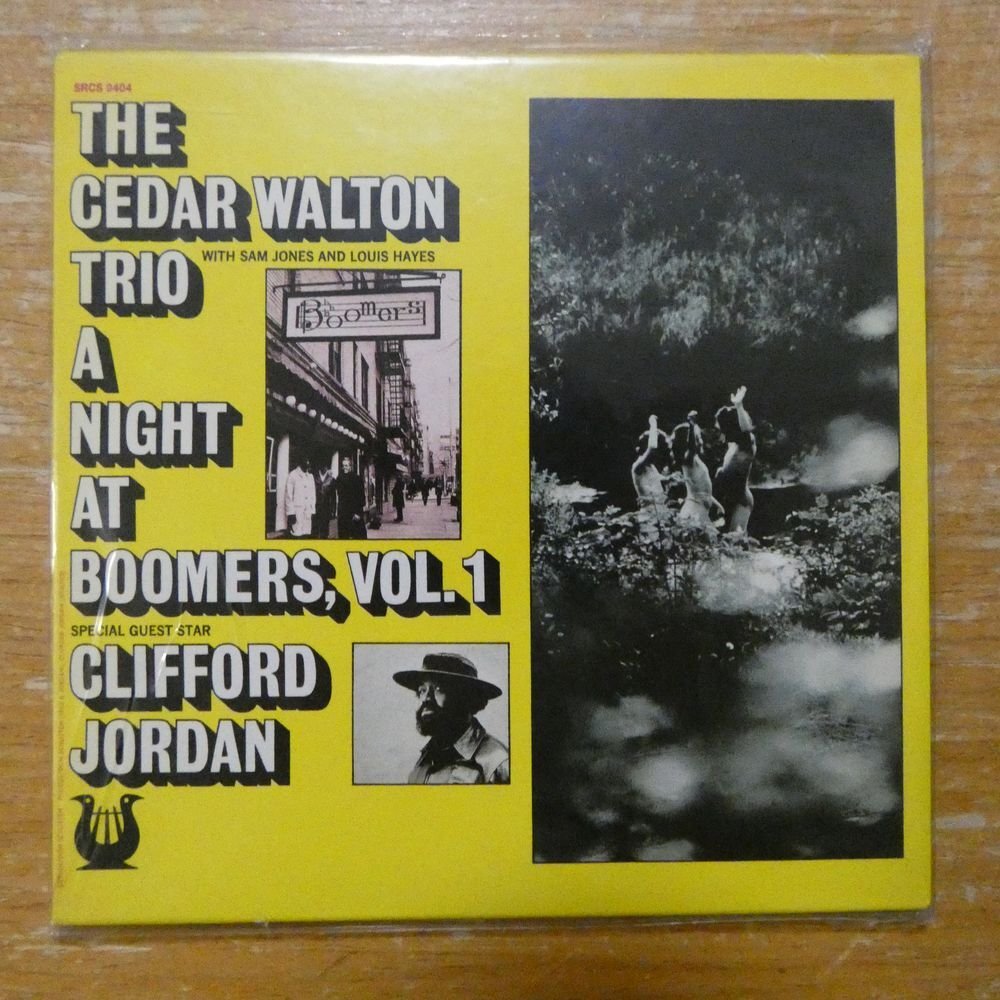 SRCS 9404
THE
CEDAR WALTON
TRIO
WITH SAM JONES AND LOUIS HAYES
A
NIGHT
AT
BOOMERS, VOL. 1
Boomers
SPECIAL GUEST STAR
CLIFFORD
JORDAN